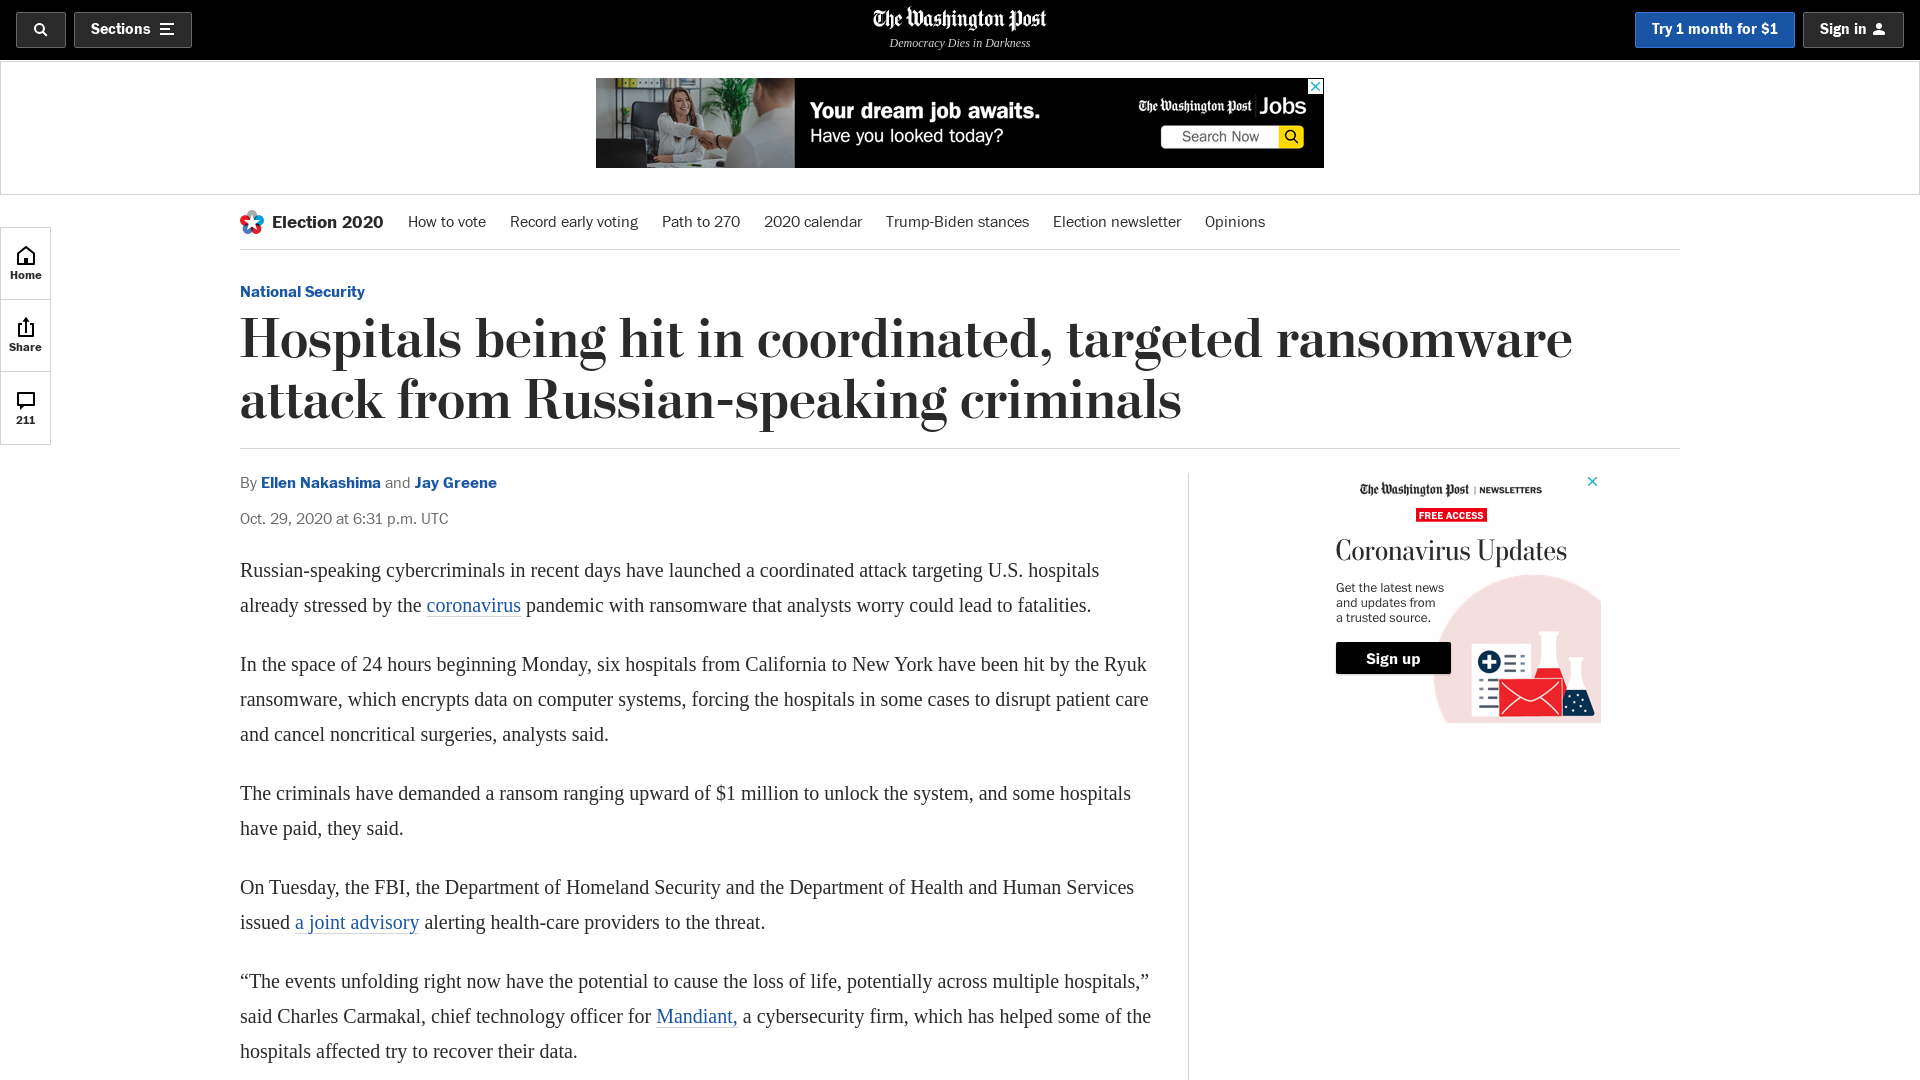 Sections
The Washington Post
Democracy Dies in Darkness
Try 1 month for $1
Sign in
Your dream job awaits.
Have you looked today?
The Washington Post Jobs
Search Now
Election 2020
How to vote
Record early voting
Path to 270
2020 calendar
Trump-Biden stances
Election newsletter
Opinions
Home
Share
211
National Security
Hospitals being hit in coordinated, targeted ransomware
attack from Russian-speaking criminals
By Ellen Nakashima and Jay Greene
Oct. 29, 2020 at 6:31 p.m. UTC
Russian-speaking cybercriminals in recent days have launched a coordinated attack targeting U.S. hospitals
already stressed by the coronavirus pandemic with ransomware that analysts worry could lead to fatalities.
In the space of 24 hours beginning Monday, six hospitals from California to New York have been hit by the Ryuk
ransomware, which encrypts data on computer systems, forcing the hospitals in some cases to disrupt patient care
and cancel noncritical surgeries, analysts said.
The criminals have demanded a ransom ranging upward of $1 million to unlock the system, and some hospitals
have paid, they said.
On Tuesday, the FBI, the Department of Homeland Security and the Department of Health and Human Services
issued a joint advisory alerting health-care providers to the threat.
“The events unfolding right now have the potential to cause the loss of life, potentially across multiple hospitals,”
said Charles Carmakal, chief technology officer for Mandiant, a cybersecurity firm, which has helped some of the
hospitals affected try to recover their data.
The Washington Post | NEWSLETTERS
FREE ACCESS
Coronavirus Updates
Get the latest news
and updates from
a trusted source.
Sign up